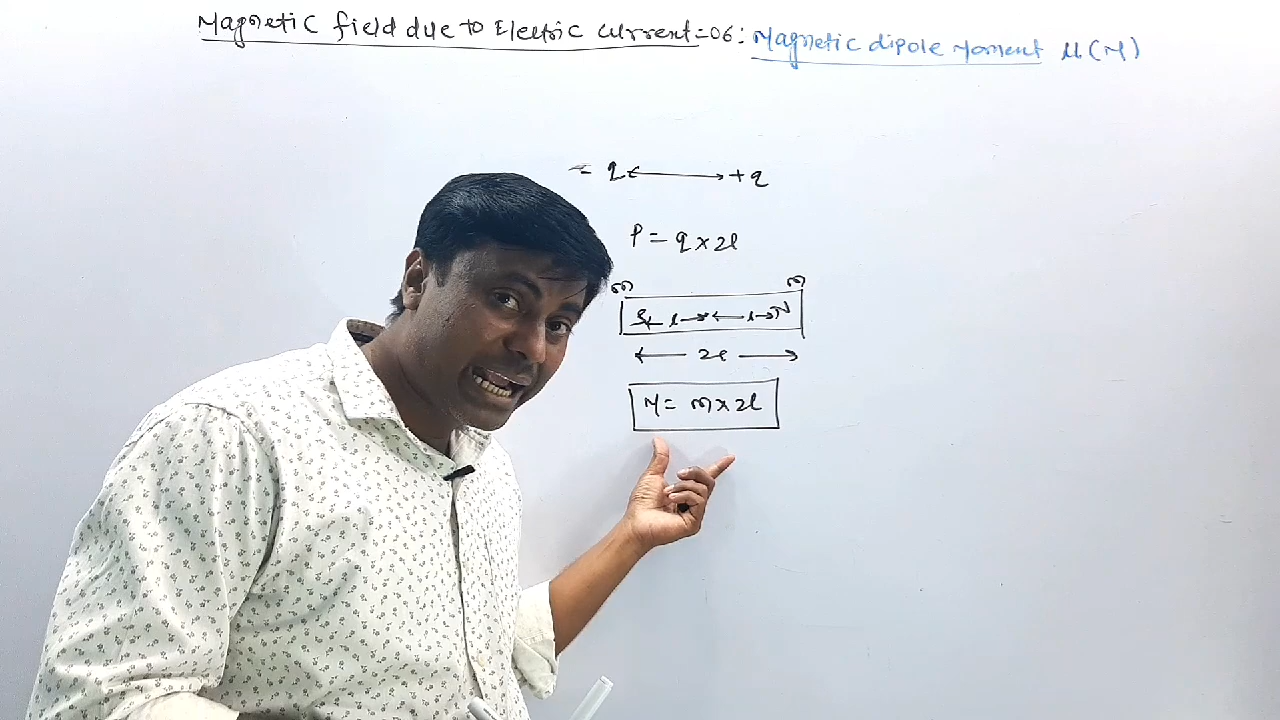 Magnetic field due to Electric current=06: Magnetic dipole Moment μ(M)
- q +q
P = q×2l
m m
S l l N
2l
M = m×2l